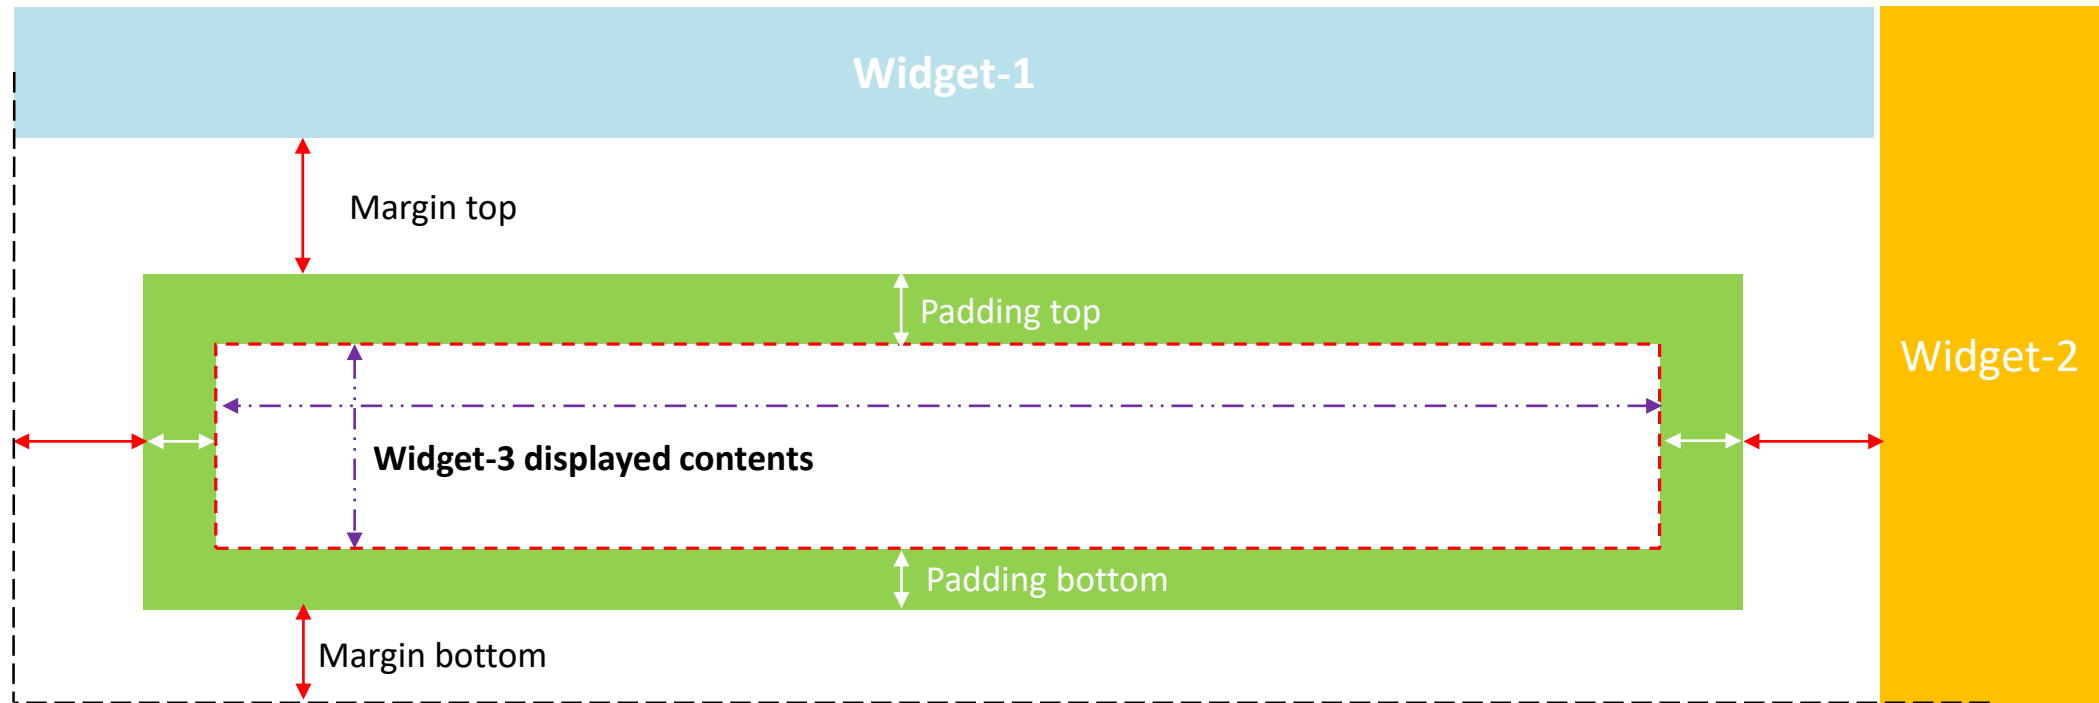 Widget-1
Margin top
Padding top
Widget-2
Widget-3 displayed contents
Padding bottom
Margin bottom